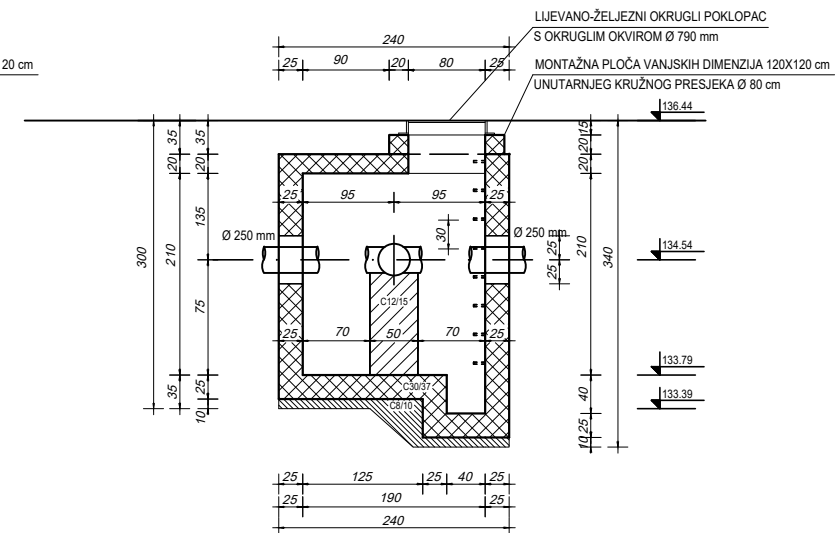 LIJEVANO-ŽELJEZNI OKRUGLI POKLOPAC
S OKRUGLIM OKVIROM Ø 790 mm
240
20 cm
25 90 20 80 25
MONTAŽNA PLOČA VANJSKIH DIMENZIJA 120X120 cm
UNUTARNJEG KRUŽNOG PRESJEKA Ø 80 cm
136.44
35 35 15
20 20 20 20
25 95 95 25
135
30
Ø 250 mm Ø 250 mm
25
300 210 210 340
134.54
25
75
C12/15
25 70 50 70 25
133.79
35 25 C30/37 40
133.39
C8/10
10 25
10
25 125 25 40 25
25 190 25
240